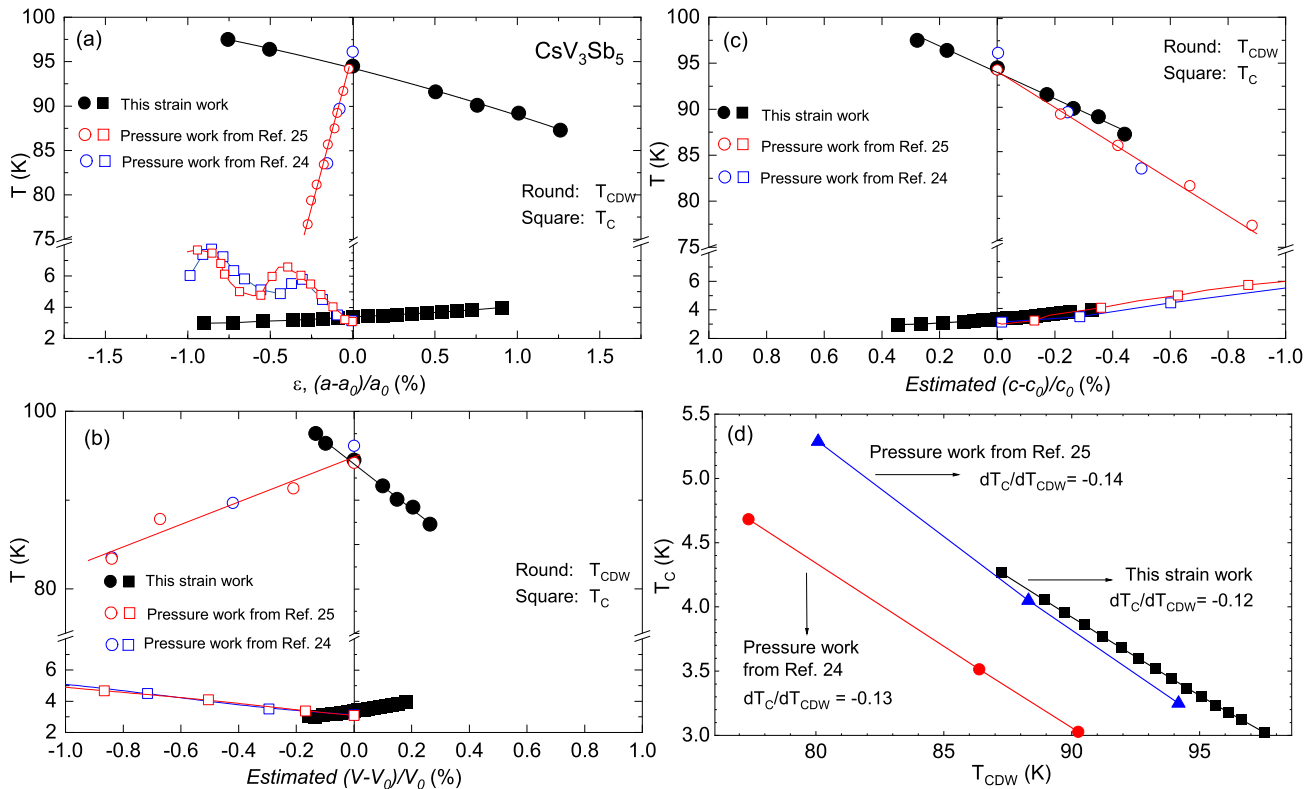 (a)
CsV3Sb5
This strain work
Pressure work from Ref. 25
Pressure work from Ref. 24
Round: TCDW
Square: TC
T (K)
100
95
90
85
80
75
6
4
2
-1.5
-1.0
-0.5
0.0
0.5
1.0
1.5
ε, (a-a0)/a0 (%)
(c)
Round: TCDW
Square: TC
This strain work
Pressure work from Ref. 25
Pressure work from Ref. 24
T (K)
100
95
90
85
80
75
6
4
2
1.0
0.8
0.6
0.4
0.2
0.0
-0.2
-0.4
-0.6
-0.8
-1.0
Estimated (c-c0)/c0 (%)
(b)
This strain work
Pressure work from Ref. 25
Pressure work from Ref. 24
Round: TCDW
Square: TC
T (K)
100
80
6
4
2
-1.0
-0.8
-0.6
-0.4
-0.2
0.0
0.2
0.4
0.6
0.8
1.0
Estimated (V-V0)/V0 (%)
(d)
Pressure work from Ref. 25
dTC/dTCDW= -0.14
This strain work
dTC/dTCDW= -0.12
Pressure work
from Ref. 24
dTC/dTCDW = -0.13
TC (K)
5.5
5.0
4.5
4.0
3.5
3.0
80
85
90
95
TCDW (K)